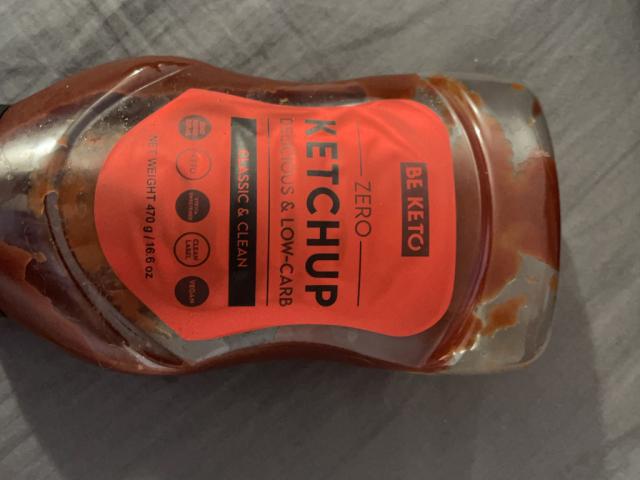 BE KETO
ZERO
KETCHUP
DELICIOUS & LOW-CARB
CLASSIC & CLEAN
KETO
CLEAN
LABEL
VEGAN
NET WEIGHT 470 g / 16.6 oz